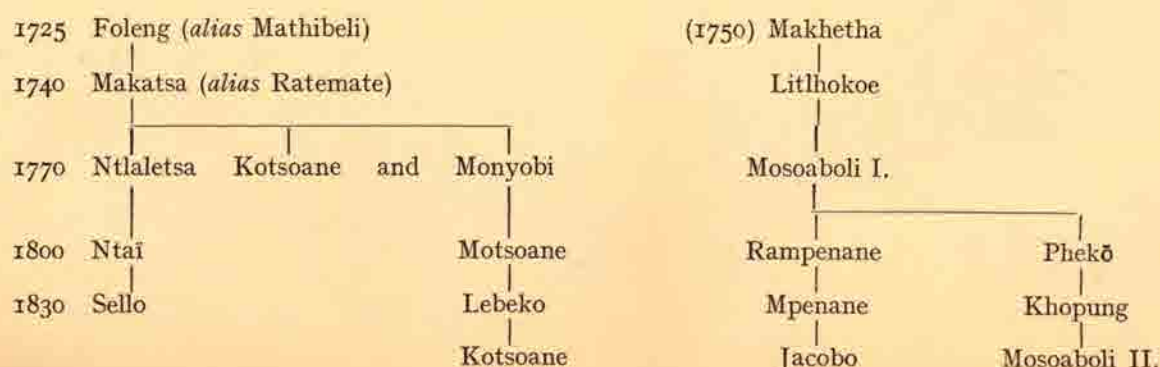 1725 Foleng (alias Mathibeli) (1750) Makhetha
1740 Makatsa (alias Ratemate) Litlhokoe
1770 Ntlaletsa Kotsoane and Monyobi Mosoaboli I.
1800 Ntaī Motsoane Rampenane Phekō
1830 Sello Lebeko Mpenane Khopung
Kotsoane Jacobo Mosoaboli II.